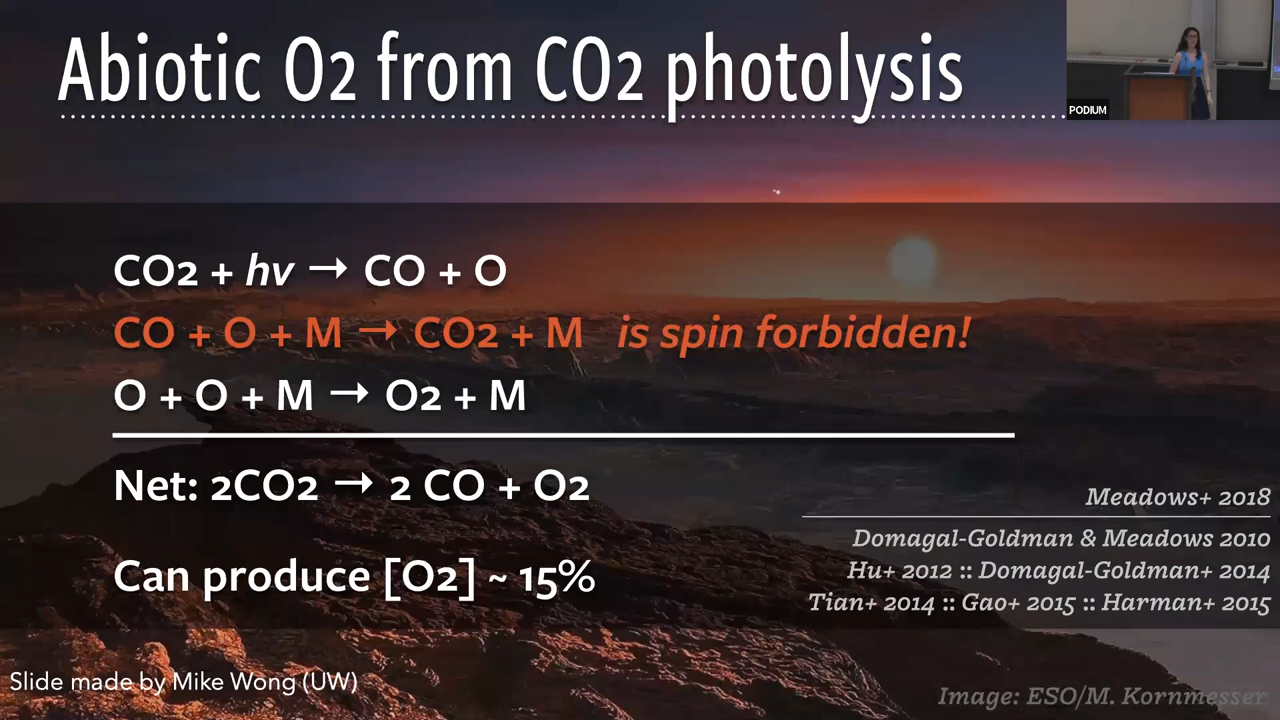 Abiotic O2 from CO2 photolysis
PODIUM
CO2 + hv → CO + O
CO + O + M → CO2 + M is spin forbidden!
O + O + M → O2 + M
Net: 2CO2 → 2 CO + O2
Can produce [O2] ~ 15%
Meadows+ 2018
Domagal-Goldman & Meadows 2010
Hu+ 2012 :: Domagal-Goldman+ 2014
Tian+ 2014 :: Gao+ 2015 :: Harman+ 2015
Slide made by Mike Wong (UW)
Image: ESO/M. Kornmesser